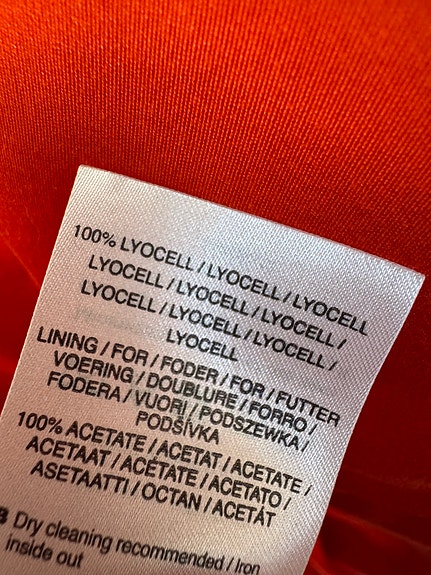 100% LYOCELL / LYOCELL / LYOCELL
LYOCELL / LYOCELL / LYOCELL /
LYOCELL / LYOCELL / LYOCELL /
LYOCELL
LINING / FOR / FODER / FOR / FUTTER
VOERING / DOUBLURE / FORRO /
FODERA / VUORI / PODSZEWKA /
PODŠÍVKA
100% ACETATE / ACETAT / ACETATE /
ACETAAT / ACÉTATE / ACETATO /
ASETAATTI / OCTAN / ACETÁT
Dry cleaning recommended / Iron
inside out